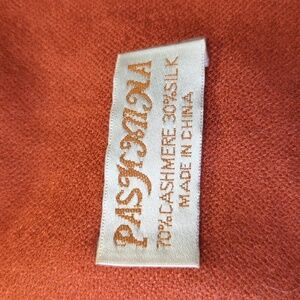 PASHMINA
70% CASHMERE 30% SILK
MADE IN CHINA